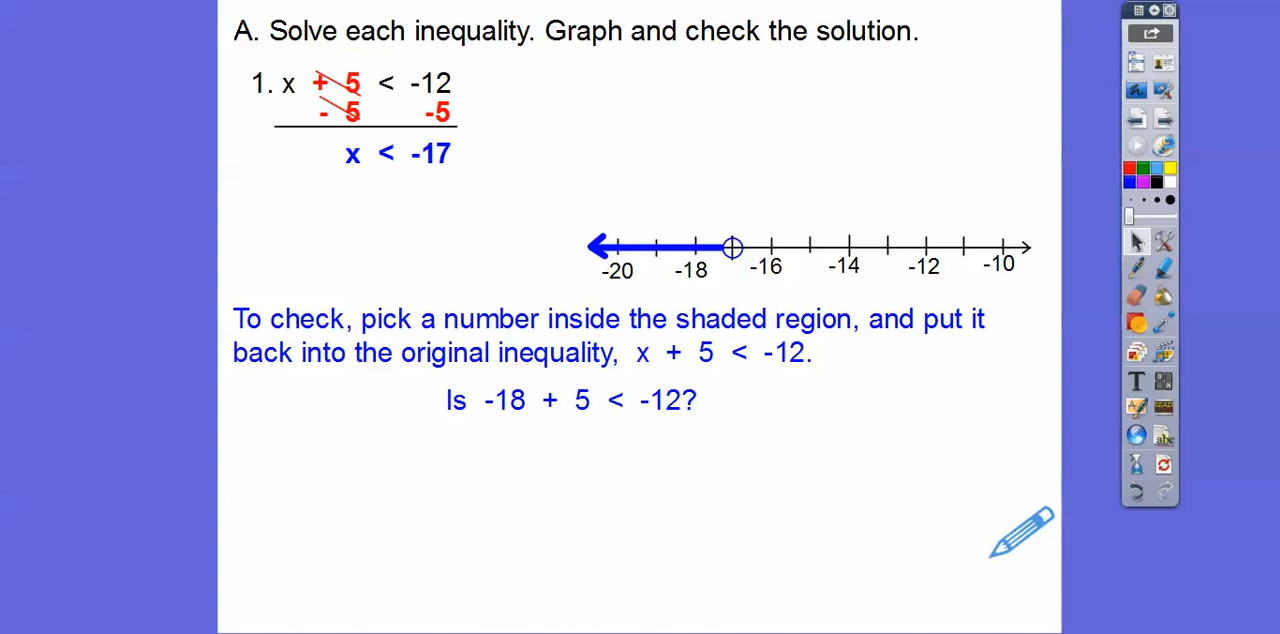 A. Solve each inequality. Graph and check the solution.
1. x + 5 < -12
- 5 -5
x < -17
-20 -18 -16 -14 -12 -10
To check, pick a number inside the shaded region, and put it
back into the original inequality, x + 5 < -12.
Is -18 + 5 < -12?